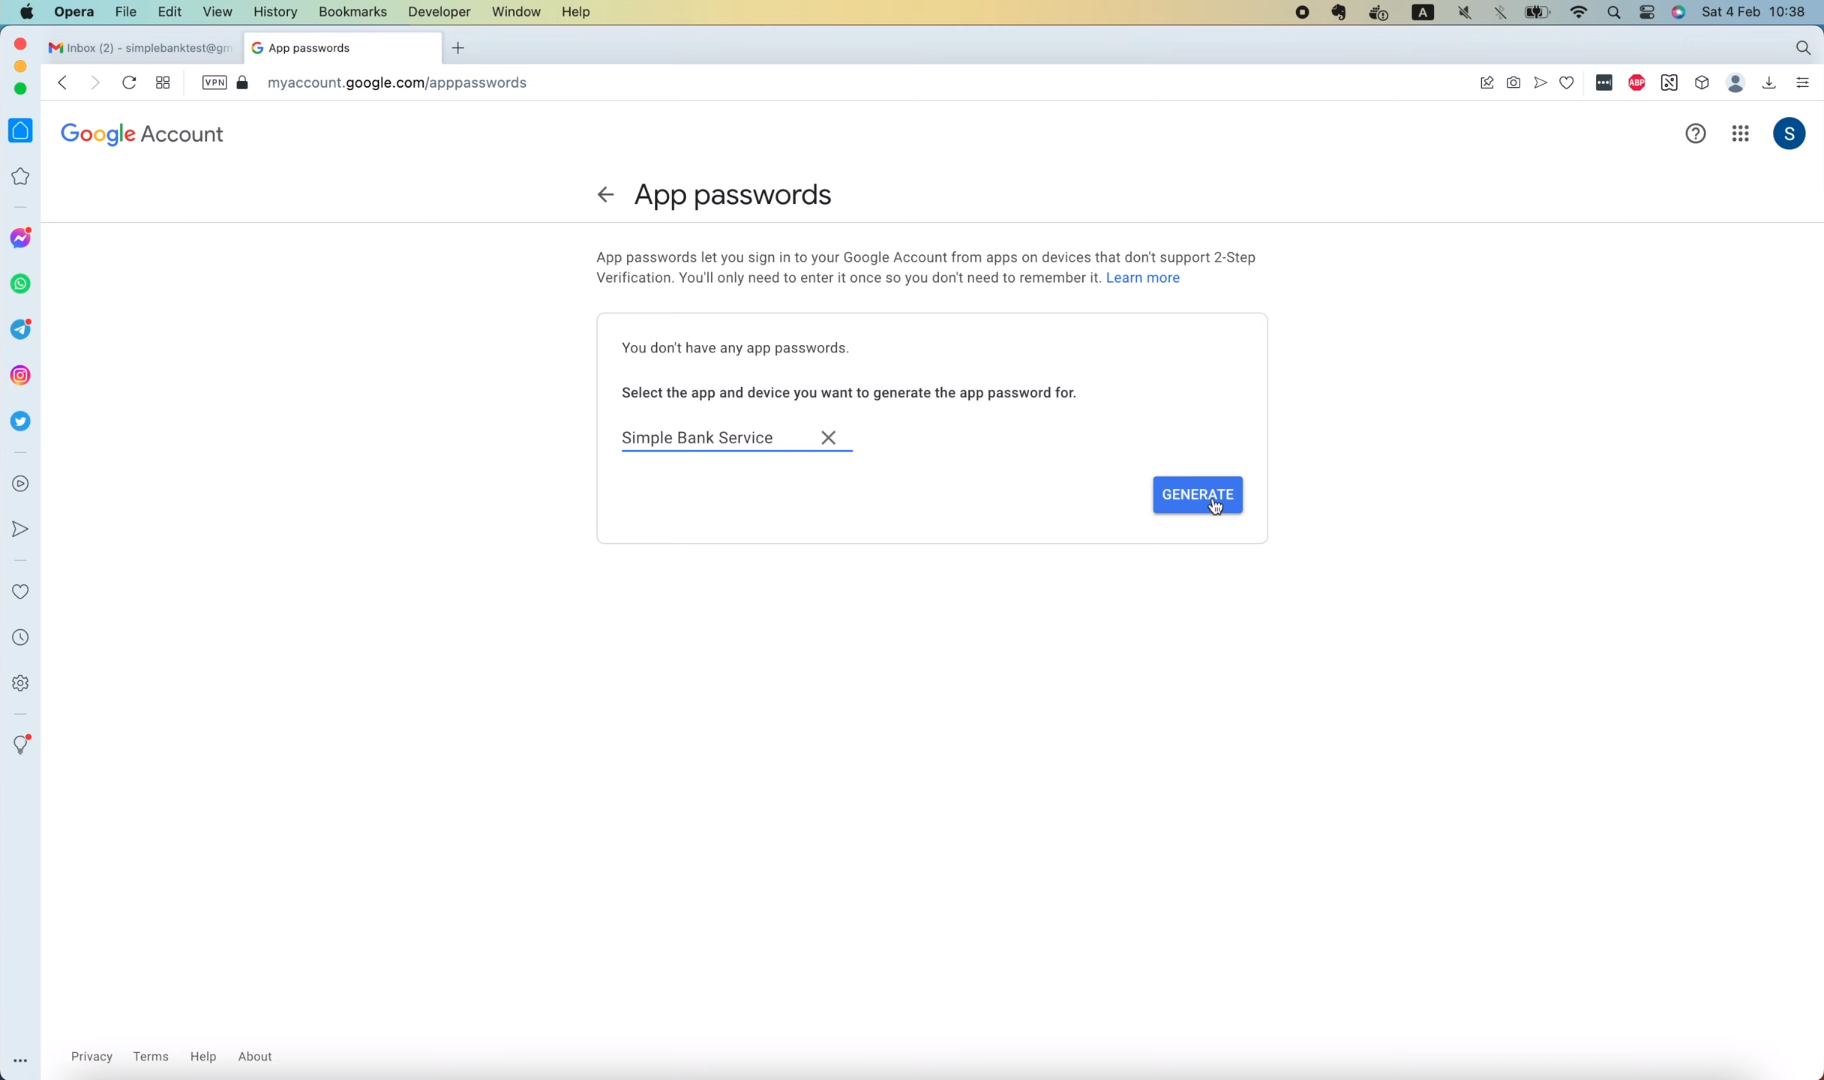 Opera File Edit View History Bookmarks Developer Window Help A Sat 4 Feb 10:38
Inbox (2) - simplebanktest@gm App passwords
VPN myaccount.google.com/apppasswords ABP
Google Account S
App passwords
App passwords let you sign in to your Google Account from apps on devices that don't support 2-Step
Verification. You'll only need to enter it once so you don't need to remember it. Learn more
You don't have any app passwords.
Select the app and device you want to generate the app password for.
Simple Bank Service
GENERATE
Privacy Terms Help About